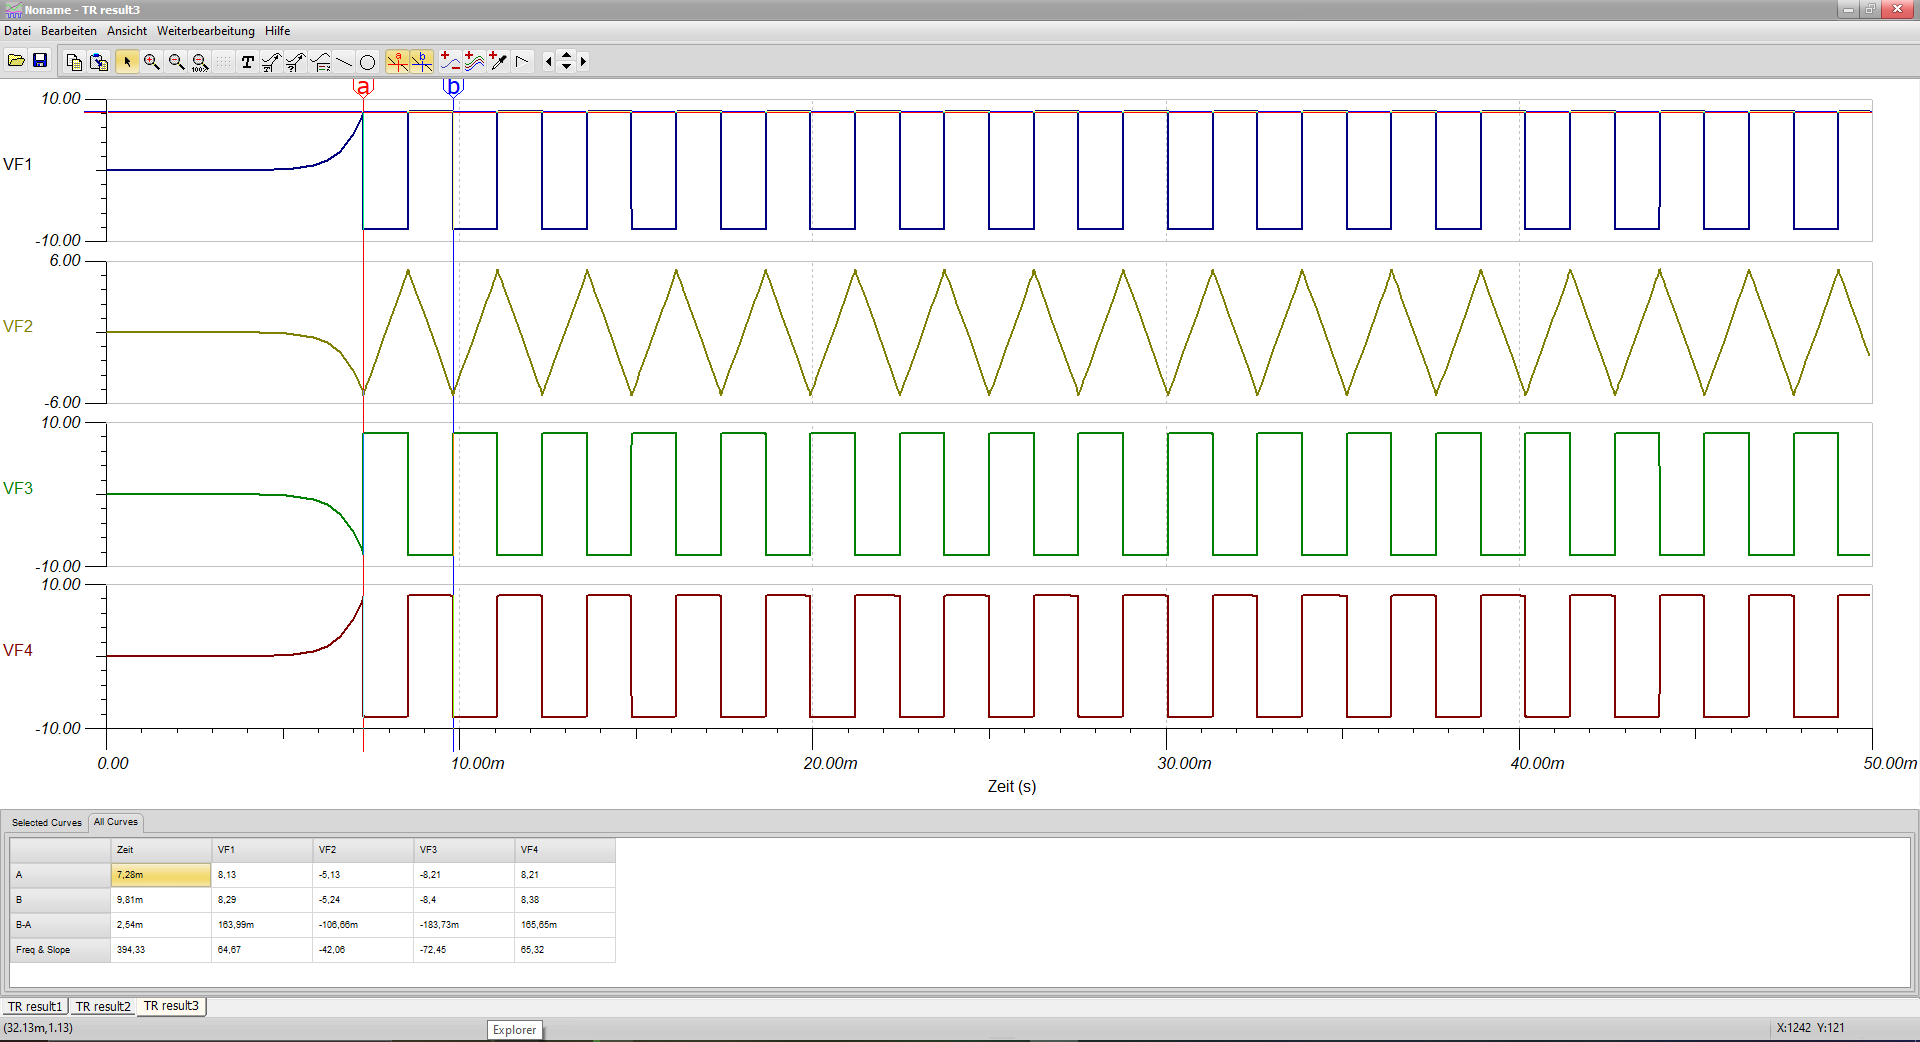 Noname - TR result3
Datei Bearbeiten Ansicht Weiterbearbeitung Hilfe
100%
T
a b
a b
10.00
VF1
-10.00
6.00
VF2
-6.00
10.00
VF3
-10.00
10.00
VF4
-10.00
0.00 10.00m 20.00m 30.00m 40.00m 50.00m
Zeit (s)
Selected Curves All Curves
Zeit VF1 VF2 VF3 VF4
A 7,28m 8,13 -5,13 -8,21 8,21
B 9,81m 8,29 -5,24 -8,4 8,38
B-A 2,54m 163,99m -106,66m -183,73m 165,65m
Freq & Slope 394,33 64,67 -42,06 -72,45 65,32
TR result1 TR result2 TR result3
(32.13m,1.13) Explorer X:1242 Y:121